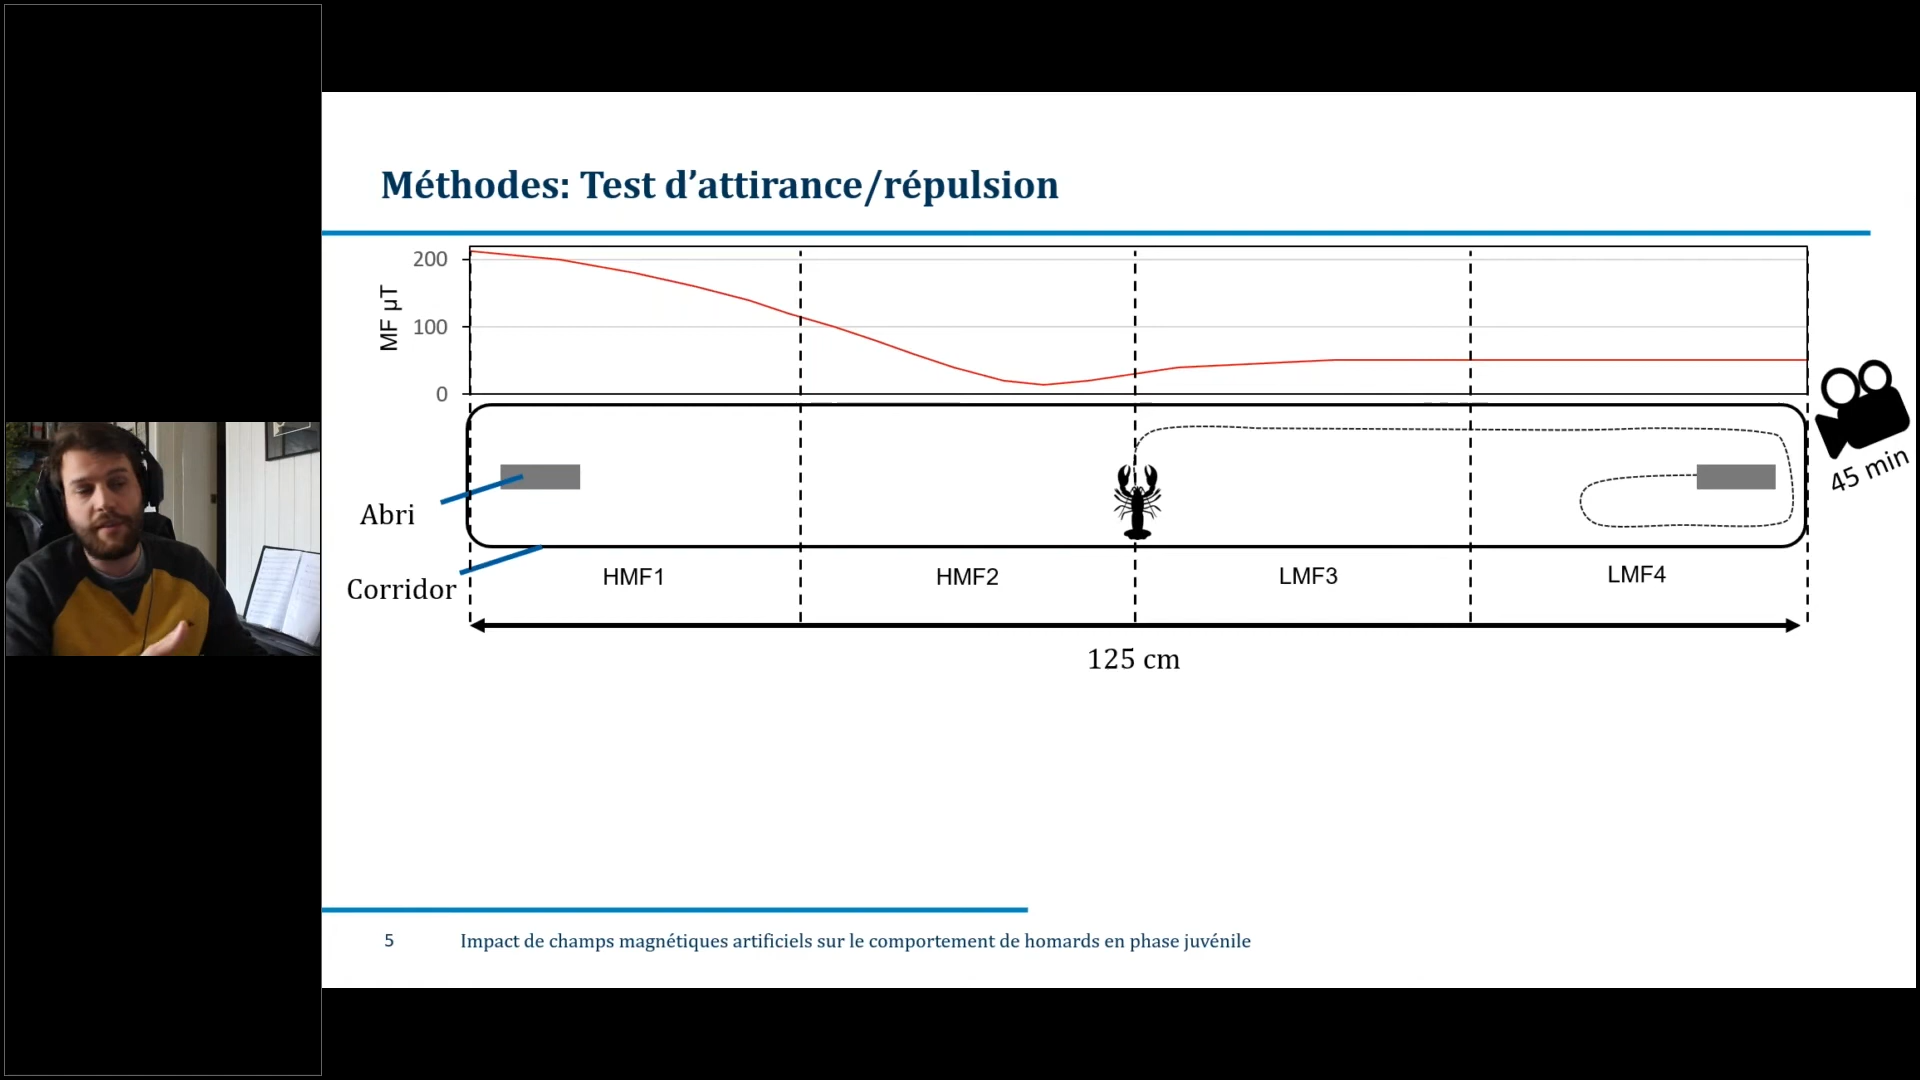 Méthodes: Test d’attirance/répulsion
MF µT
200
100
0
45 min
Abri
Corridor
HMF1
HMF2
LMF3
LMF4
125 cm
5
Impact de champs magnétiques artificiels sur le comportement de homards en phase juvénile